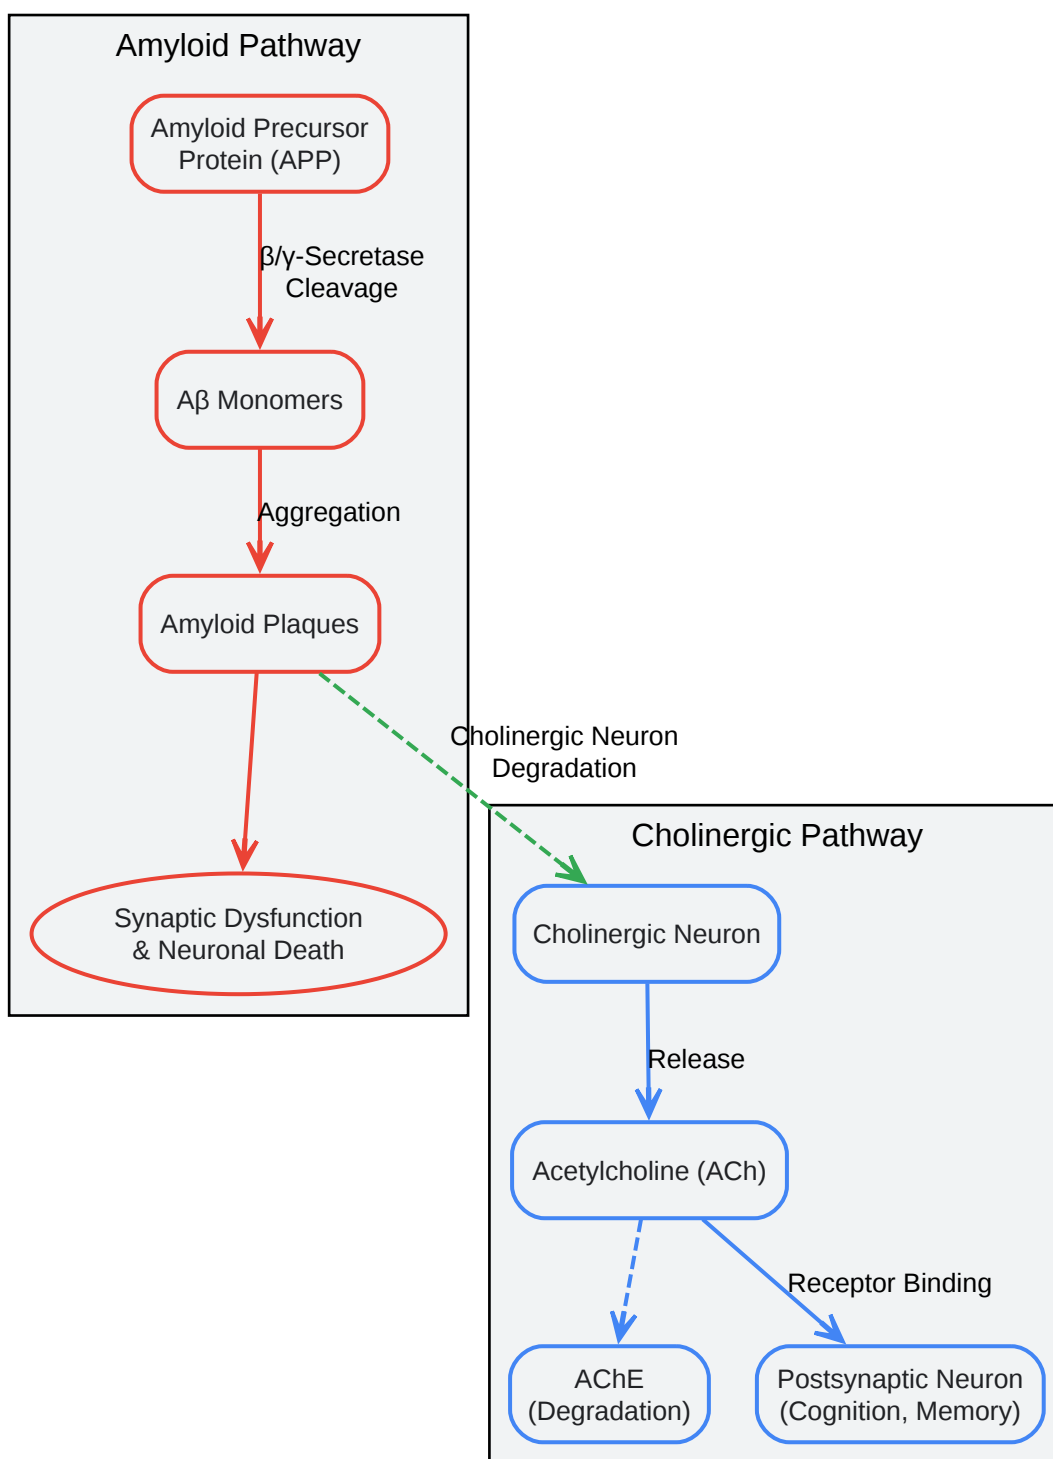 Amyloid Pathway
Amyloid Precursor
Protein (APP)
β/γ-Secretase
Cleavage
Aβ Monomers
Aggregation
Amyloid Plaques
Cholinergic Neuron
Degradation
Synaptic Dysfunction
& Neuronal Death
Cholinergic Pathway
Cholinergic Neuron
Release
Acetylcholine (ACh)
Receptor Binding
AChE
(Degradation)
Postsynaptic Neuron
(Cognition, Memory)